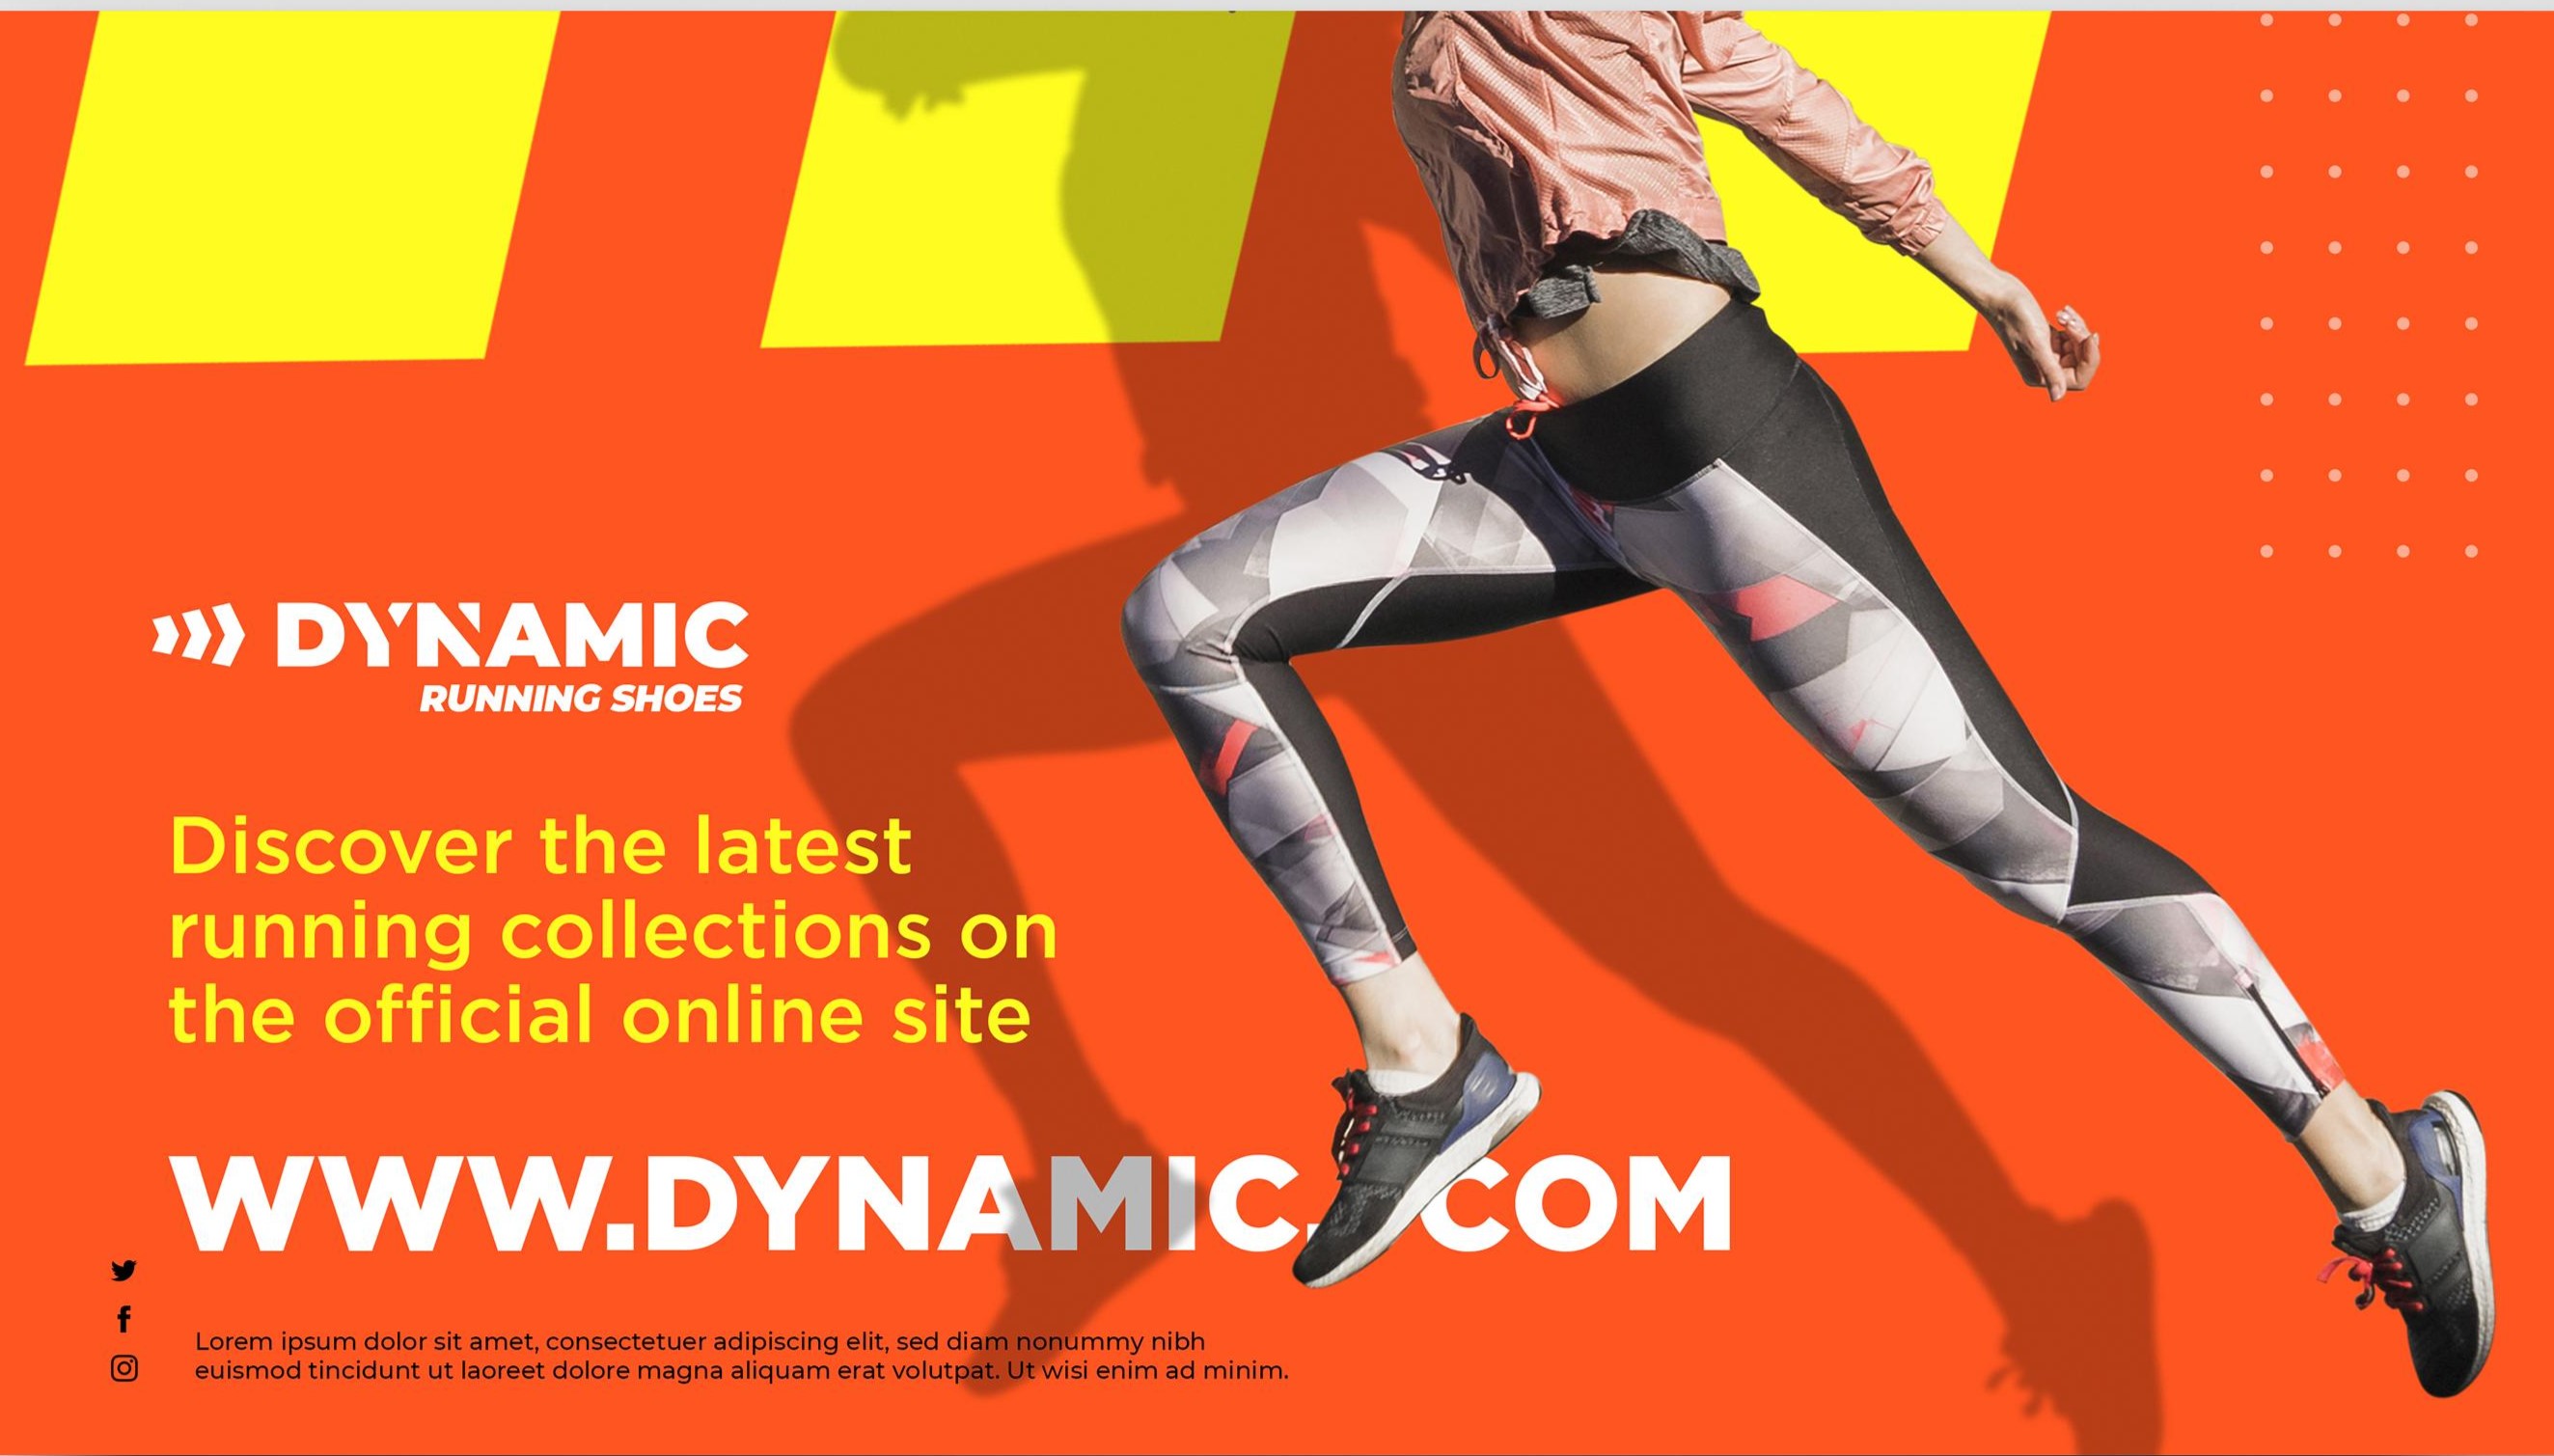 DYNAMIC
RUNNING SHOES
Discover the latest
running collections on
the official online site
WWW.DYNAMIC.COM
Lorem ipsum dolor sit amet, consectetuer adipiscing elit, sed diam nonummy nibh
euismod tincidunt ut laoreet dolore magna aliquam erat volutpat. Ut wisi enim ad minim.